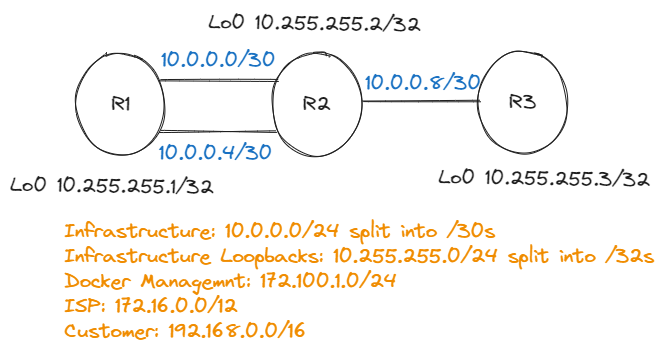 Lo0 10.255.255.2/32
10.0.0.0/30
R1
R2
10.0.0.8/30
R3
10.0.0.4/30
Lo0 10.255.255.1/32
Lo0 10.255.255.3/32
Infrastructure: 10.0.0.0/24 split into /30s
Infrastructure Loopbacks: 10.255.255.0/24 split into /32s
Docker Managemnt: 172.100.1.0/24
ISP: 172.16.0.0/12
Customer: 192.168.0.0/16